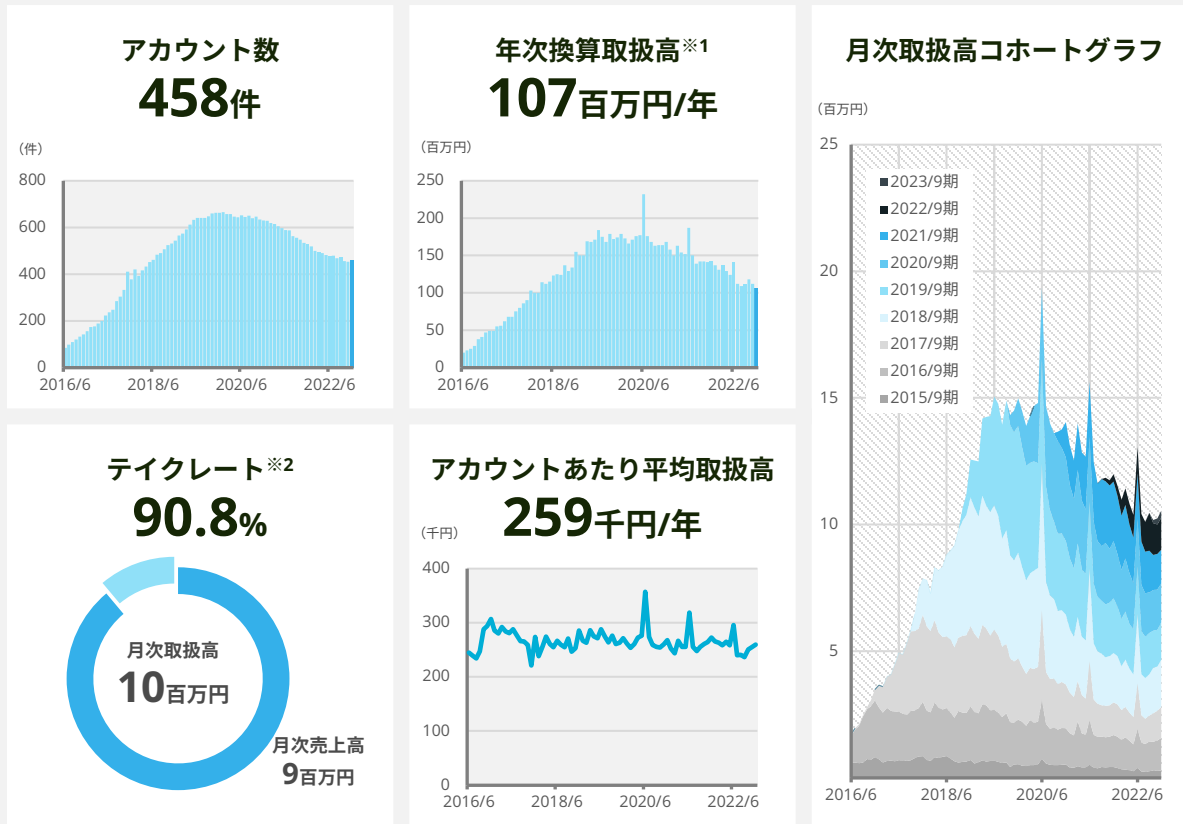 アカウント数
458件
（件）
800
600
400
200
0
2016/6 2018/6 2020/6 2022/6
年次換算取扱高※1
107百万円/年
（百万円）
250
200
150
100
50
0
2016/6 2018/6 2020/6 2022/6
テイクレート※2
90.8%
月次取扱高
10百万円
月次売上高
9百万円
アカウントあたり平均取扱高
259千円/年
（千円）
400
300
200
100
0
2016/6 2018/6 2020/6 2022/6
月次取扱高コホートグラフ
（百万円）
25
20
15
10
5
2023/9期
2022/9期
2021/9期
2020/9期
2019/9期
2018/9期
2017/9期
2016/9期
2015/9期
2016/6 2018/6 2020/6 2022/6